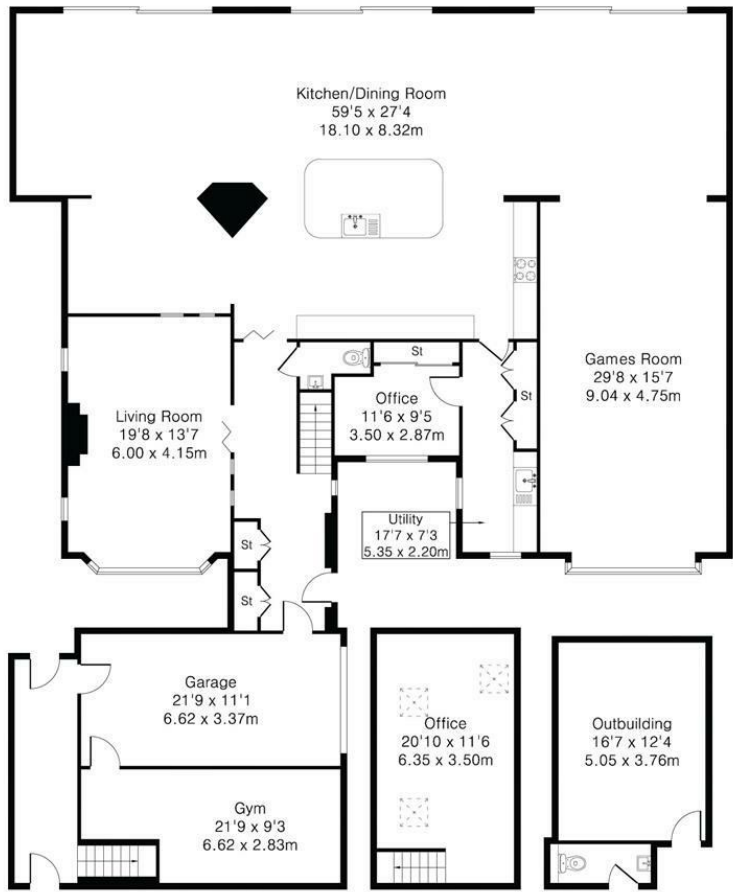 Kitchen/Dining Room
59'5 x 27'4
18.10 x 8.32m
St
Games Room
29'8 x 15'7
9.04 x 4.75m
Office
11'6 x 9'5
3.50 x 2.87m
St
Living Room
19'8 x 13'7
6.00 x 4.15m
Utility
17'7 x 7'3
5.35 x 2.20m
St
St
Garage
21'9 x 11'1
6.62 x 3.37m
Office
20'10 x 11'6
6.35 x 3.50m
Outbuilding
16'7 x 12'4
5.05 x 3.76m
Gym
21'9 x 9'3
6.62 x 2.83m